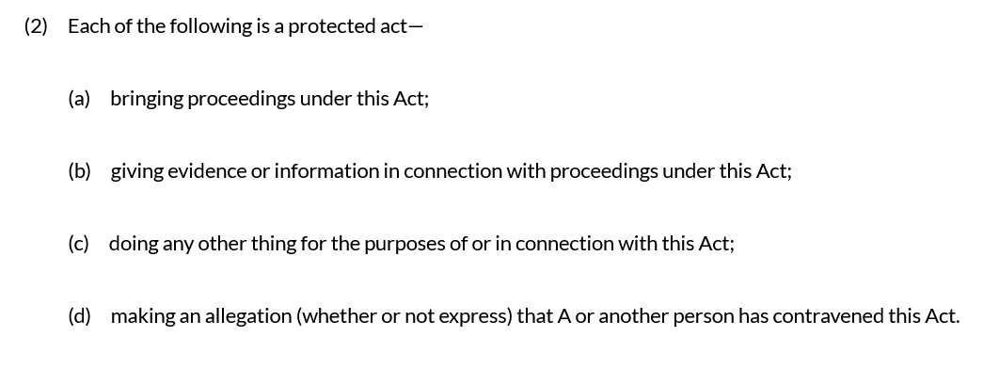 (2) Each of the following is a protected act—
(a) bringing proceedings under this Act;
(b) giving evidence or information in connection with proceedings under this Act;
(c) doing any other thing for the purposes of or in connection with this Act;
(d) making an allegation (whether or not express) that A or another person has contravened this Act.